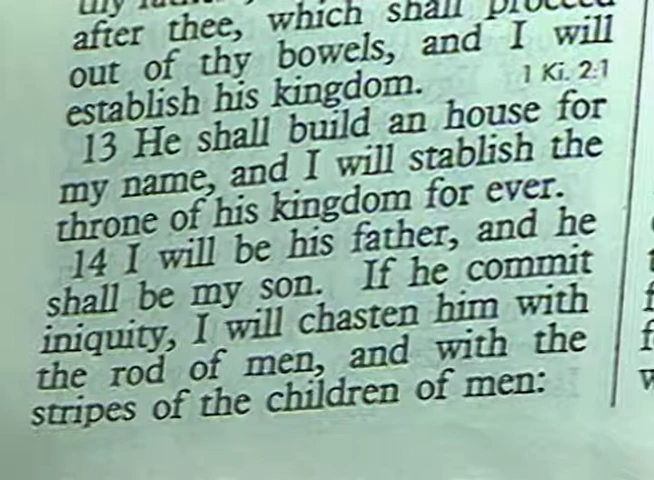 after thee, which shall
out of thy bowels, and I will
establish his kingdom. 1 Ki. 2:1
13 He shall build an house for
my name, and I will stablish the
throne of his kingdom for ever.
14 I will be his father, and he
shall be my son. If he commit
iniquity, I will chasten him with
the rod of men, and with the
stripes of the children of men: